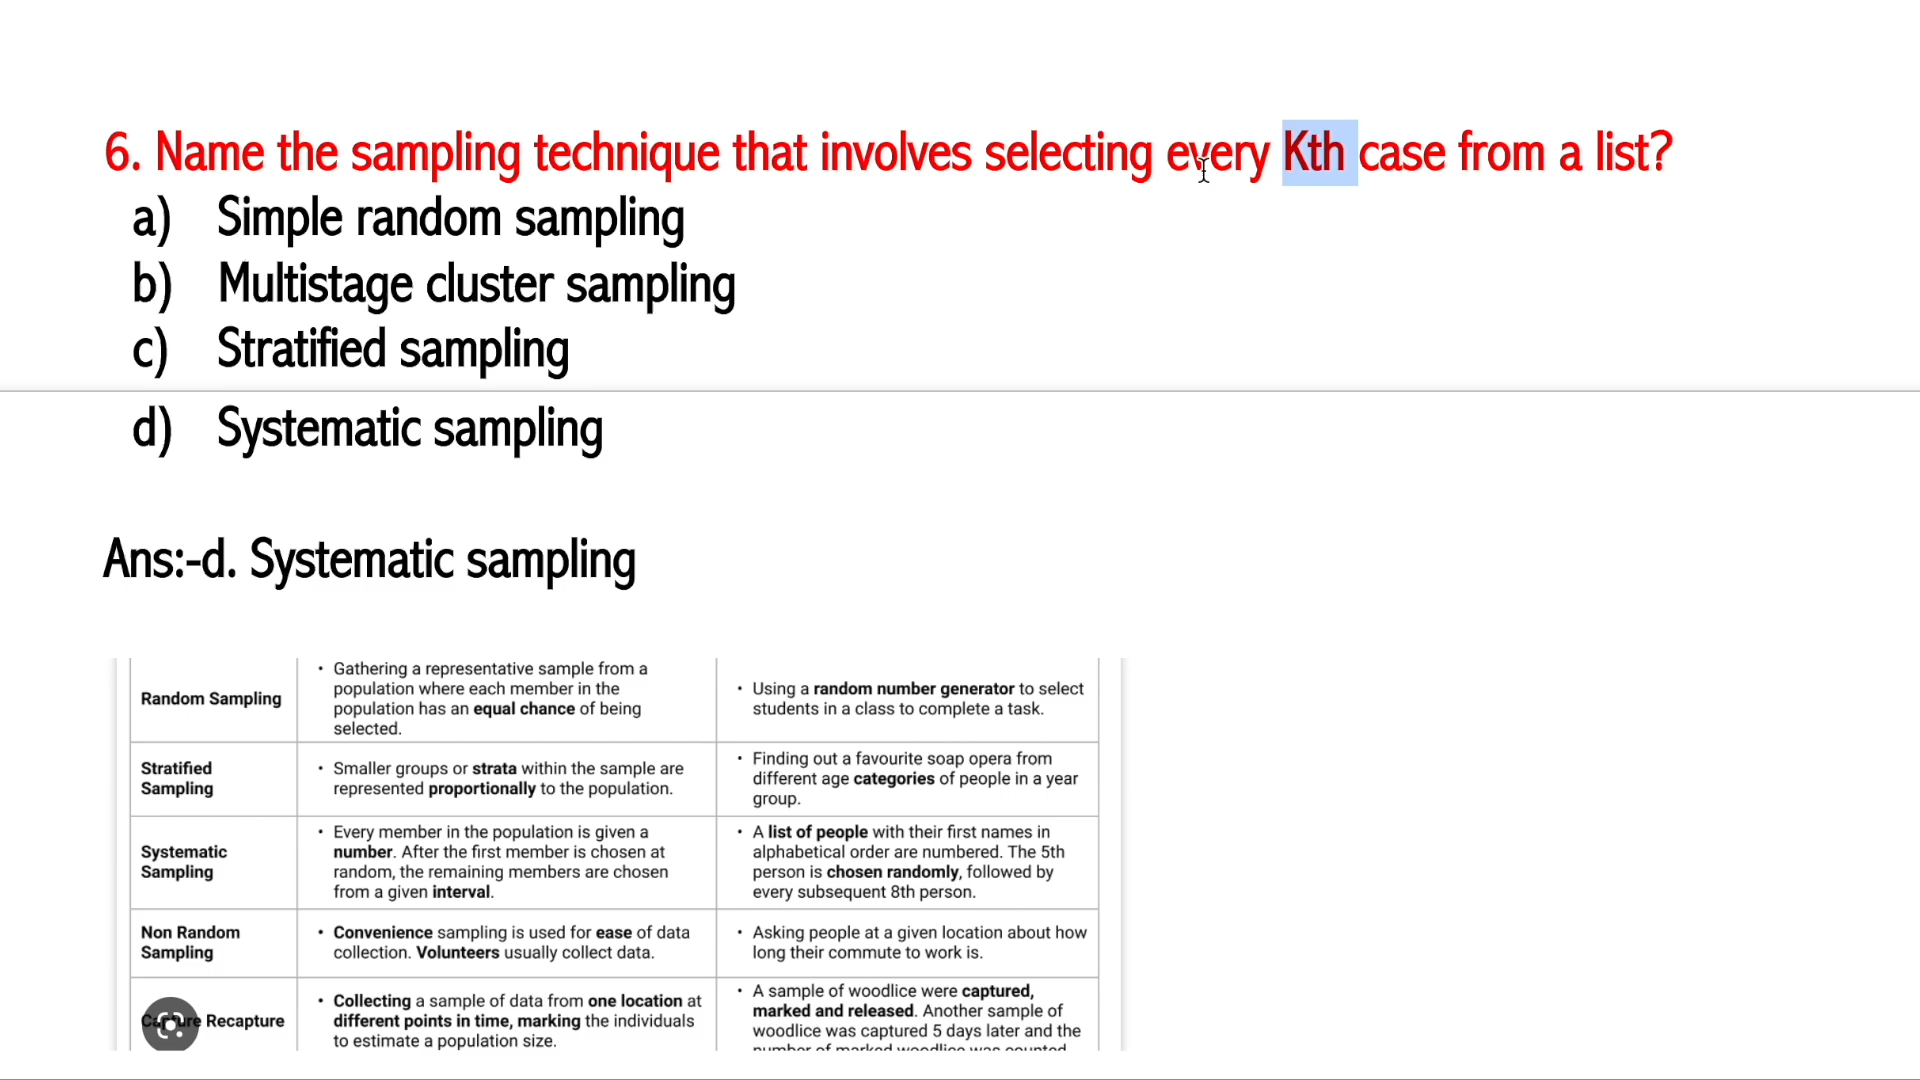 6. Name the sampling technique that involves selecting every Kth case from a list?
a) Simple random sampling
b) Multistage cluster sampling
c) Stratified sampling
d) Systematic sampling
Ans:-d. Systematic sampling
Random Sampling
• Gathering a representative sample from a
population where each member in the
population has an equal chance of being
selected.
• Using a random number generator to select
students in a class to complete a task.
Stratified
Sampling
• Smaller groups or strata within the sample are
represented proportionally to the population.
• Finding out a favourite soap opera from
different age categories of people in a year
group.
Systematic
Sampling
• Every member in the population is given a
number. After the first member is chosen at
random, the remaining members are chosen
from a given interval.
• A list of people with their first names in
alphabetical order are numbered. The 5th
person is chosen randomly, followed by
every subsequent 8th person.
Non Random
Sampling
• Convenience sampling is used for ease of data
collection. Volunteers usually collect data.
• Asking people at a given location about how
long their commute to work is.
Recapture
• Collecting a sample of data from one location at
different points in time, marking the individuals
to estimate a population size.
• A sample of woodlice were captured,
marked and released. Another sample of
woodlice was captured 5 days later and the
number of marked woodlice was counted